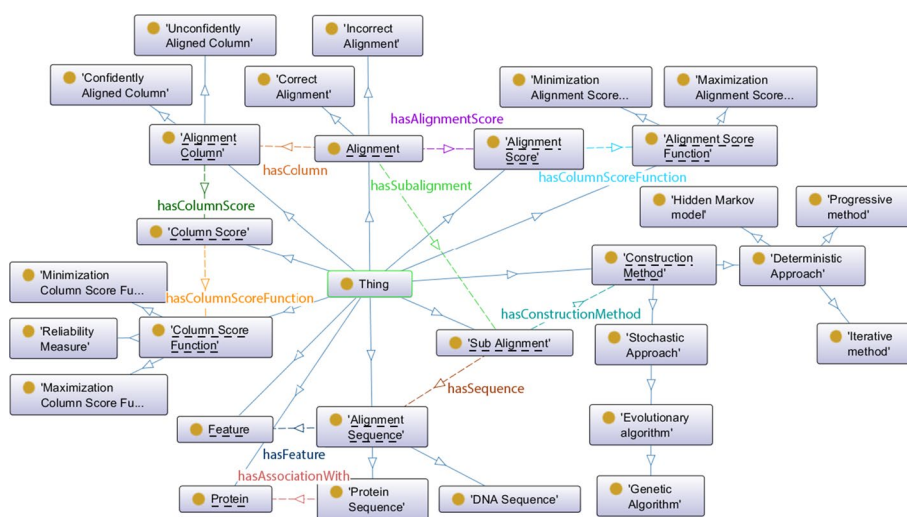 'Unconfidently
Aligned Column'
'Incorrect
Alignment'
'Confidently
Aligned Column'
'Correct
Alignment'
'Minimization
Alignment Score...
'Maximization
Alignment Score...
hasAlignmentScore
'Alignment
Column'
Alignment
'Alignment
Score'
'Alignment Score
Function'
hasColumn
hasSubalignment
hasColumnScoreFunction
hasColumnScore
'Hidden Markov
model'
'Progressive
method'
'Column Score'
'Construction
Method'
'Deterministic
Approach'
Thing
'Minimization
Column Score Fu...
hasColumnScoreFunction
hasConstructionMethod
'Reliability
Measure'
'Column Score
Function'
'Sub Alignment'
'Stochastic
Approach'
'Iterative
method'
'Maximization
Column Score Fu...
hasSequence
Feature
'Alignment
Sequence'
'Evolutionary
algorithm'
hasFeature
hasAssociationWith
Protein
'Protein
Sequence'
'DNA Sequence'
'Genetic
Algorithm'